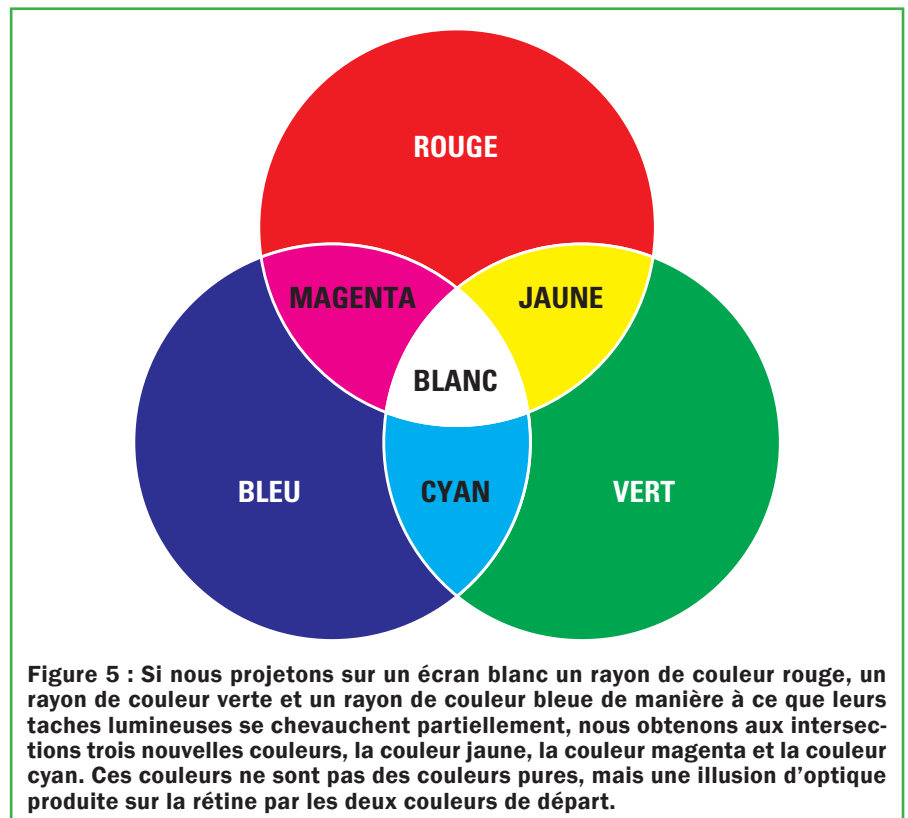 ROUGE
MAGENTA
JAUNE
BLANC
BLEU
CYAN
VERT
Figure 5 : Si nous projetons sur un écran blanc un rayon de couleur rouge, un
rayon de couleur verte et un rayon de couleur bleue de manière à ce que leurs
taches lumineuses se chevauchent partiellement, nous obtenons aux intersec-
tions trois nouvelles couleurs, la couleur jaune, la couleur magenta et la couleur
cyan. Ces couleurs ne sont pas des couleurs pures, mais une illusion d’optique
produite sur la rétine par les deux couleurs de départ.